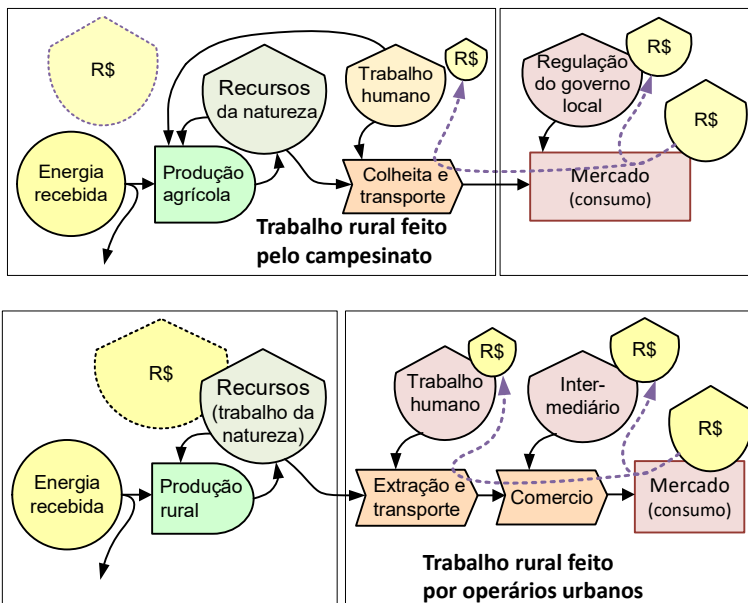 R$
Recursos
da natureza
Trabalho
humano
R$
Energia
recebida
Produção
agrícola
Colheita e
transporte
Trabalho rural feito
pelo campesinato
Regulação
do governo
local
R$
R$
Mercado
(consumo)
R$
Recursos
(trabalho da
natureza)
Energia
recebida
Produção
rural
Trabalho
humano
R$
Inter-
mediário
R$
R$
Extração e
transporte
Comercio
Mercado
(consumo)
Trabalho rural feito
por operários urbanos